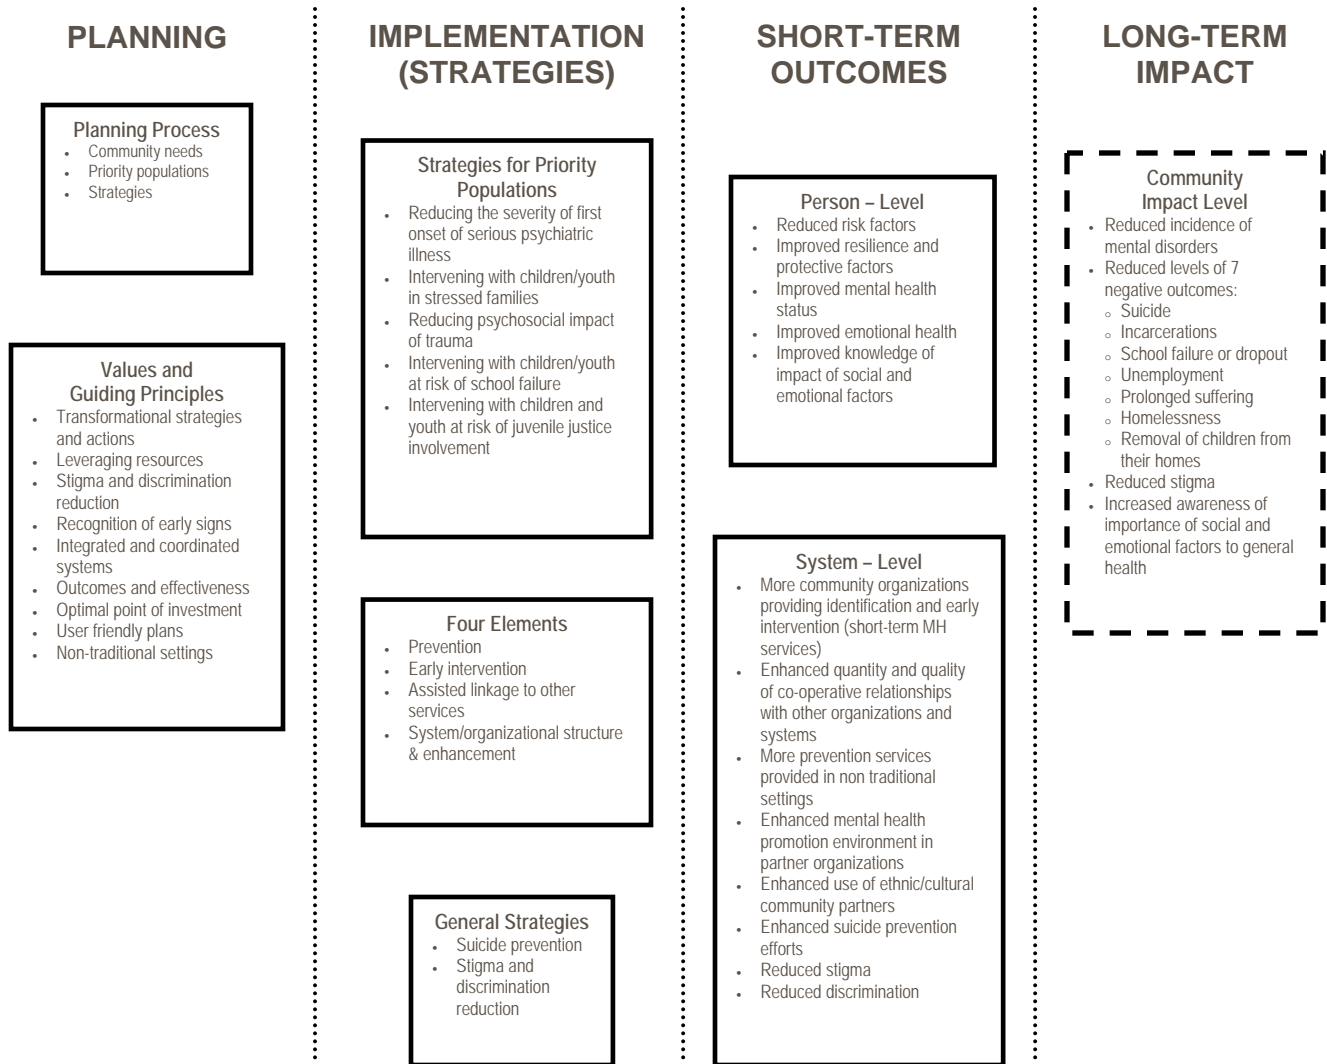 PLANNING
Planning Process
• Community needs
• Priority populations
• Strategies
Values and
Guiding Principles
• Transformational strategies
and actions
• Leveraging resources
• Stigma and discrimination
reduction
• Recognition of early signs
• Integrated and coordinated
systems
• Outcomes and effectiveness
• Optimal point of investment
• User friendly plans
• Non-traditional settings
IMPLEMENTATION
(STRATEGIES)
Strategies for Priority
Populations
• Reducing the severity of first
onset of serious psychiatric
illness
• Intervening with children/youth
in stressed families
• Reducing psychosocial impact
of trauma
• Intervening with children/youth
at risk of school failure
• Intervening with children and
youth at risk of juvenile justice
involvement
Four Elements
• Prevention
• Early intervention
• Assisted linkage to other
services
• System/organizational structure
& enhancement
General Strategies
• Suicide prevention
• Stigma and
discrimination
reduction
SHORT-TERM
OUTCOMES
Person – Level
• Reduced risk factors
• Improved resilience and
protective factors
• Improved mental health
status
• Improved emotional health
• Improved knowledge of
impact of social and
emotional factors
System – Level
• More community organizations
providing identification and early
intervention (short-term MH
services)
• Enhanced quantity and quality
of co-operative relationships
with other organizations and
systems
• More prevention services
provided in non traditional
settings
• Enhanced mental health
promotion environment in
partner organizations
• Enhanced use of ethnic/cultural
community partners
• Enhanced suicide prevention
efforts
• Reduced stigma
• Reduced discrimination
LONG-TERM
IMPACT
Community
Impact Level
• Reduced incidence of
mental disorders
• Reduced levels of 7
negative outcomes:
o Suicide
o Incarcerations
o School failure or dropout
o Unemployment
o Prolonged suffering
o Homelessness
o Removal of children from
their homes
• Reduced stigma
• Increased awareness of
importance of social and
emotional factors to general
health